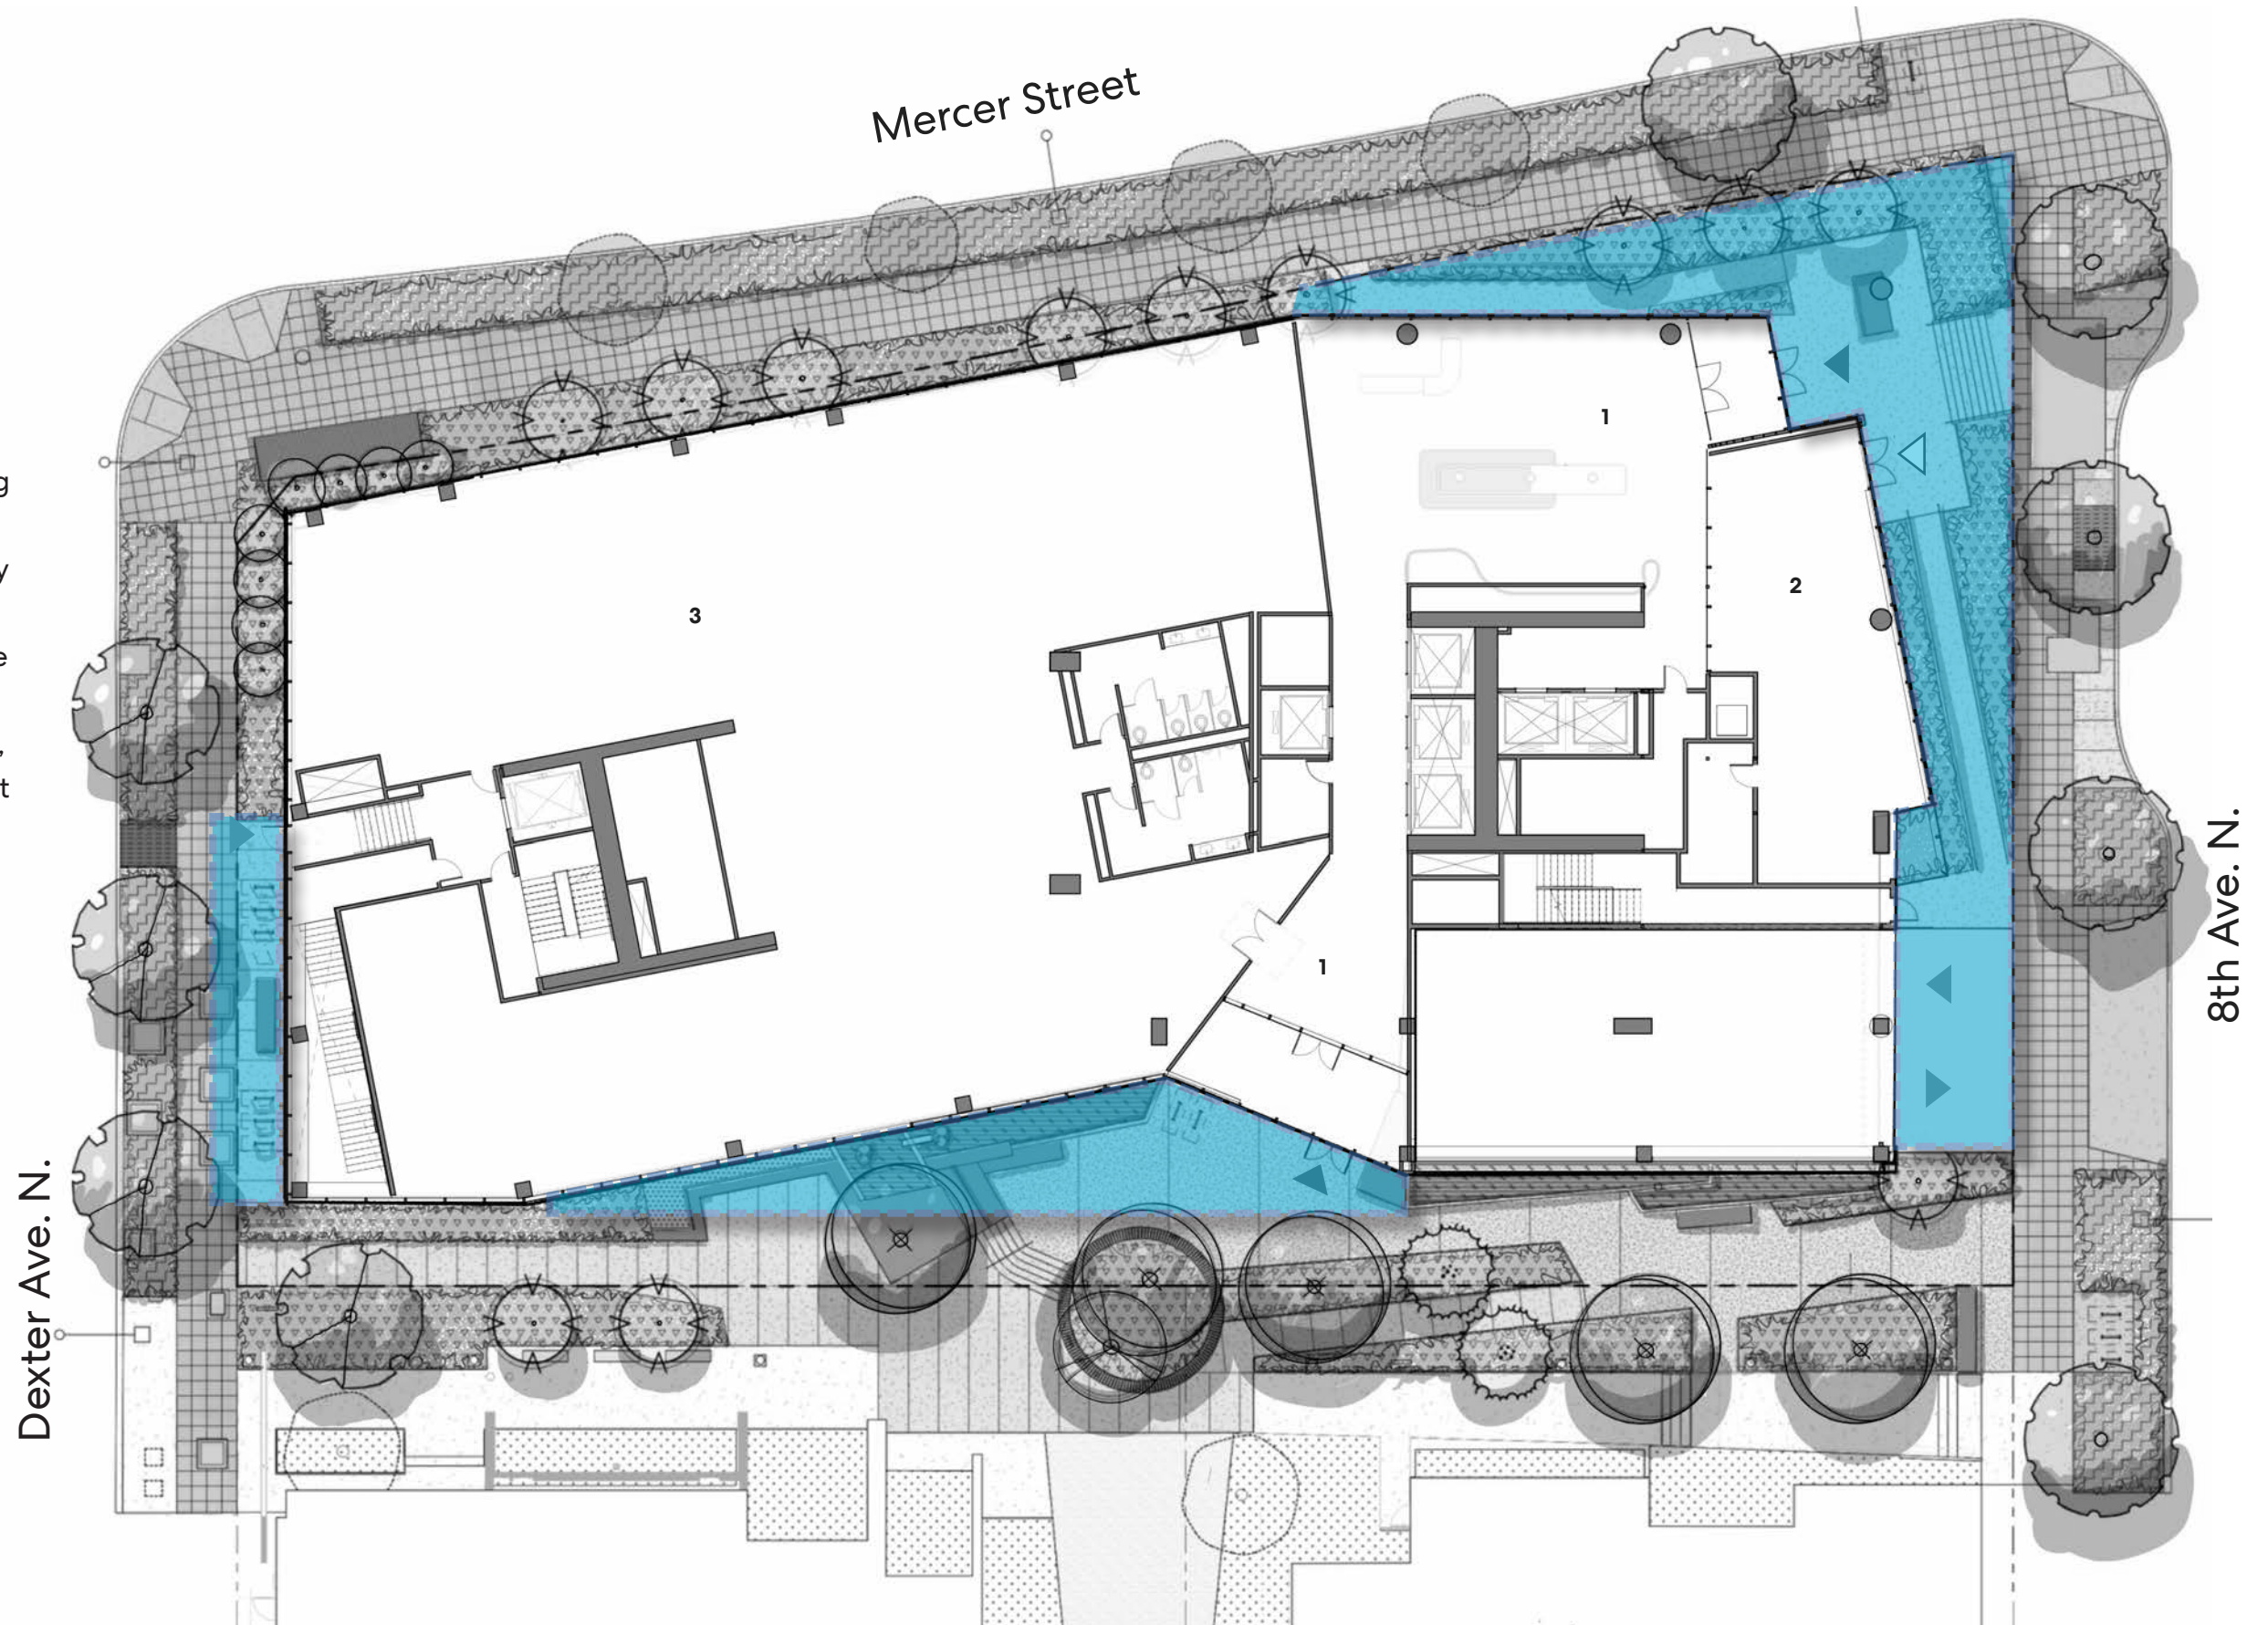 Mercer Street
g
y
e
,
t
1
2
3
1
8th Ave. N.
Dexter Ave. N.